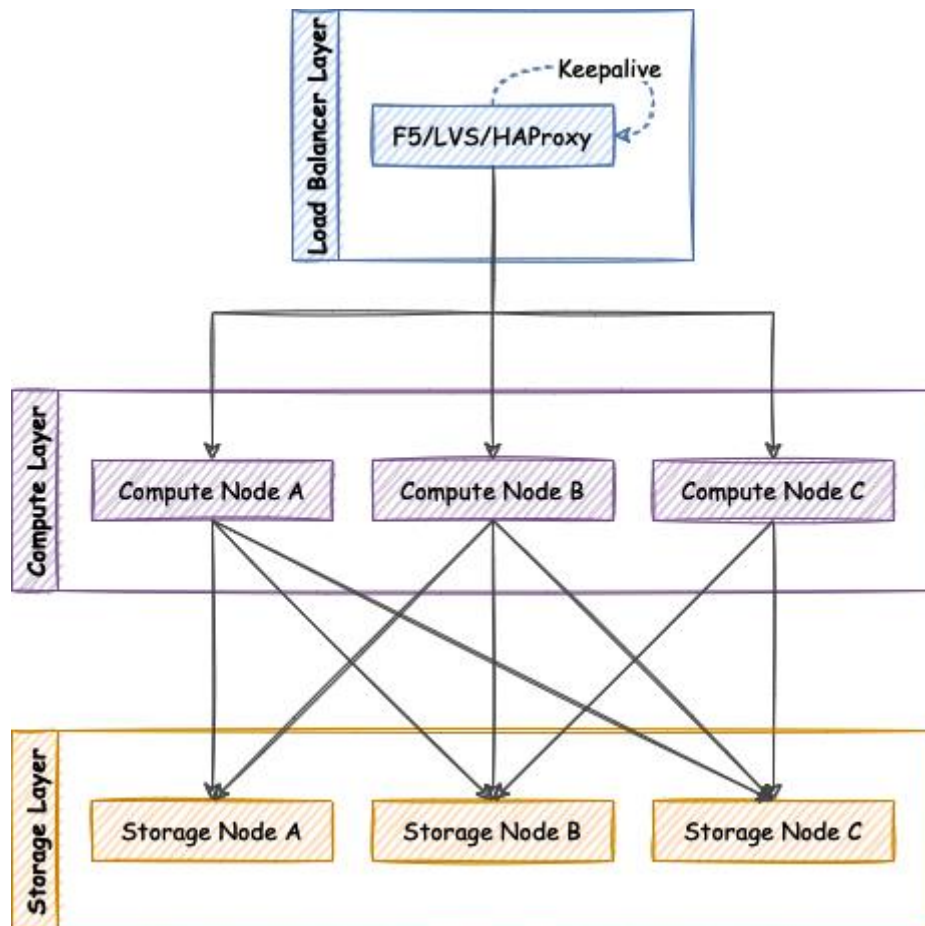 Load Balancer Layer
Keepalive
F5/LVS/HAProxy
Compute Layer
Compute Node A
Compute Node B
Compute Node C
Storage Layer
Storage Node A
Storage Node B
Storage Node C